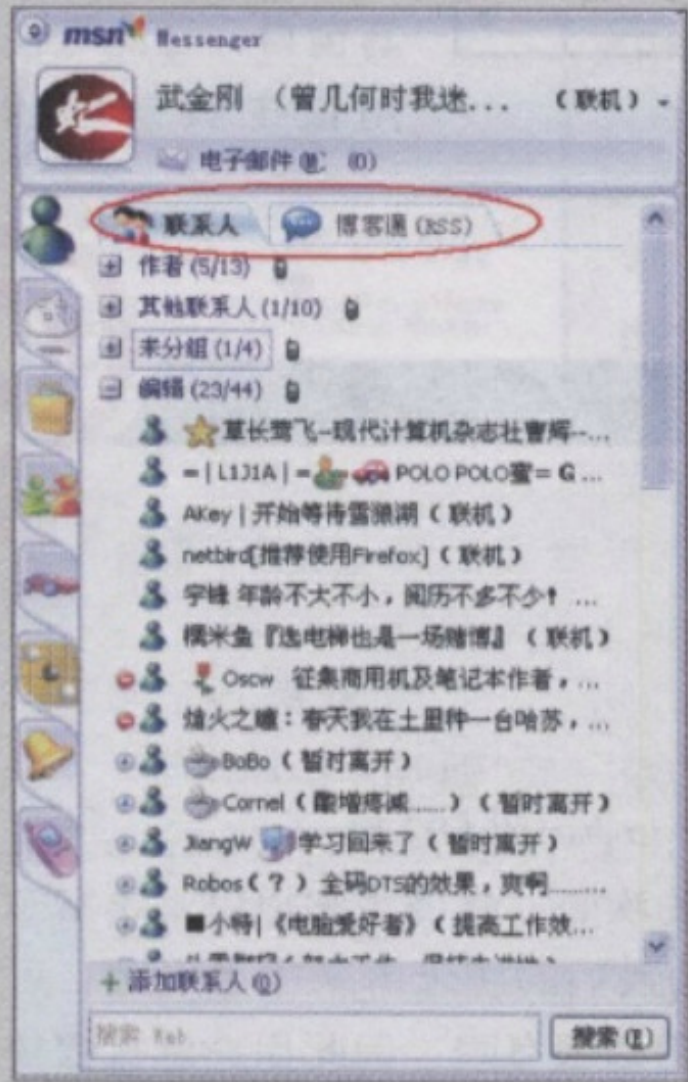 msn Messenger
武金刚 （曾几何时我迷... （联机）
电子邮件(E) (0)
联系人 博客通(RSS)
作者(5/13)
其他联系人(1/10)
未分组(1/4)
编辑(23/44)
草长莺飞--现代计算机杂志社曹辉--...
=|L1J1A|= POLO POLO蜜= G ...
AKey|开始等待雪狼湖（联机）
netbird[推荐使用Firefox]（联机）
字锋 年龄不大不小，阅历不多不少! ...
糯米鱼『选电梯也是一场赌博』（联机）
Oscw 征集商用机及笔记本作者，...
之瞳：春天我在土里种一台哈苏，...
BoBo（暂时离开）
Cornel（酸增疼减......）（暂时离开）
JiangW 学习回来了（暂时离开）
Robos（？）全码DTS的效果，爽啊.........
■小特|《电脑爱好者》（提高工作效...
添加联系人(Q)
搜索 Web...
搜索(E)